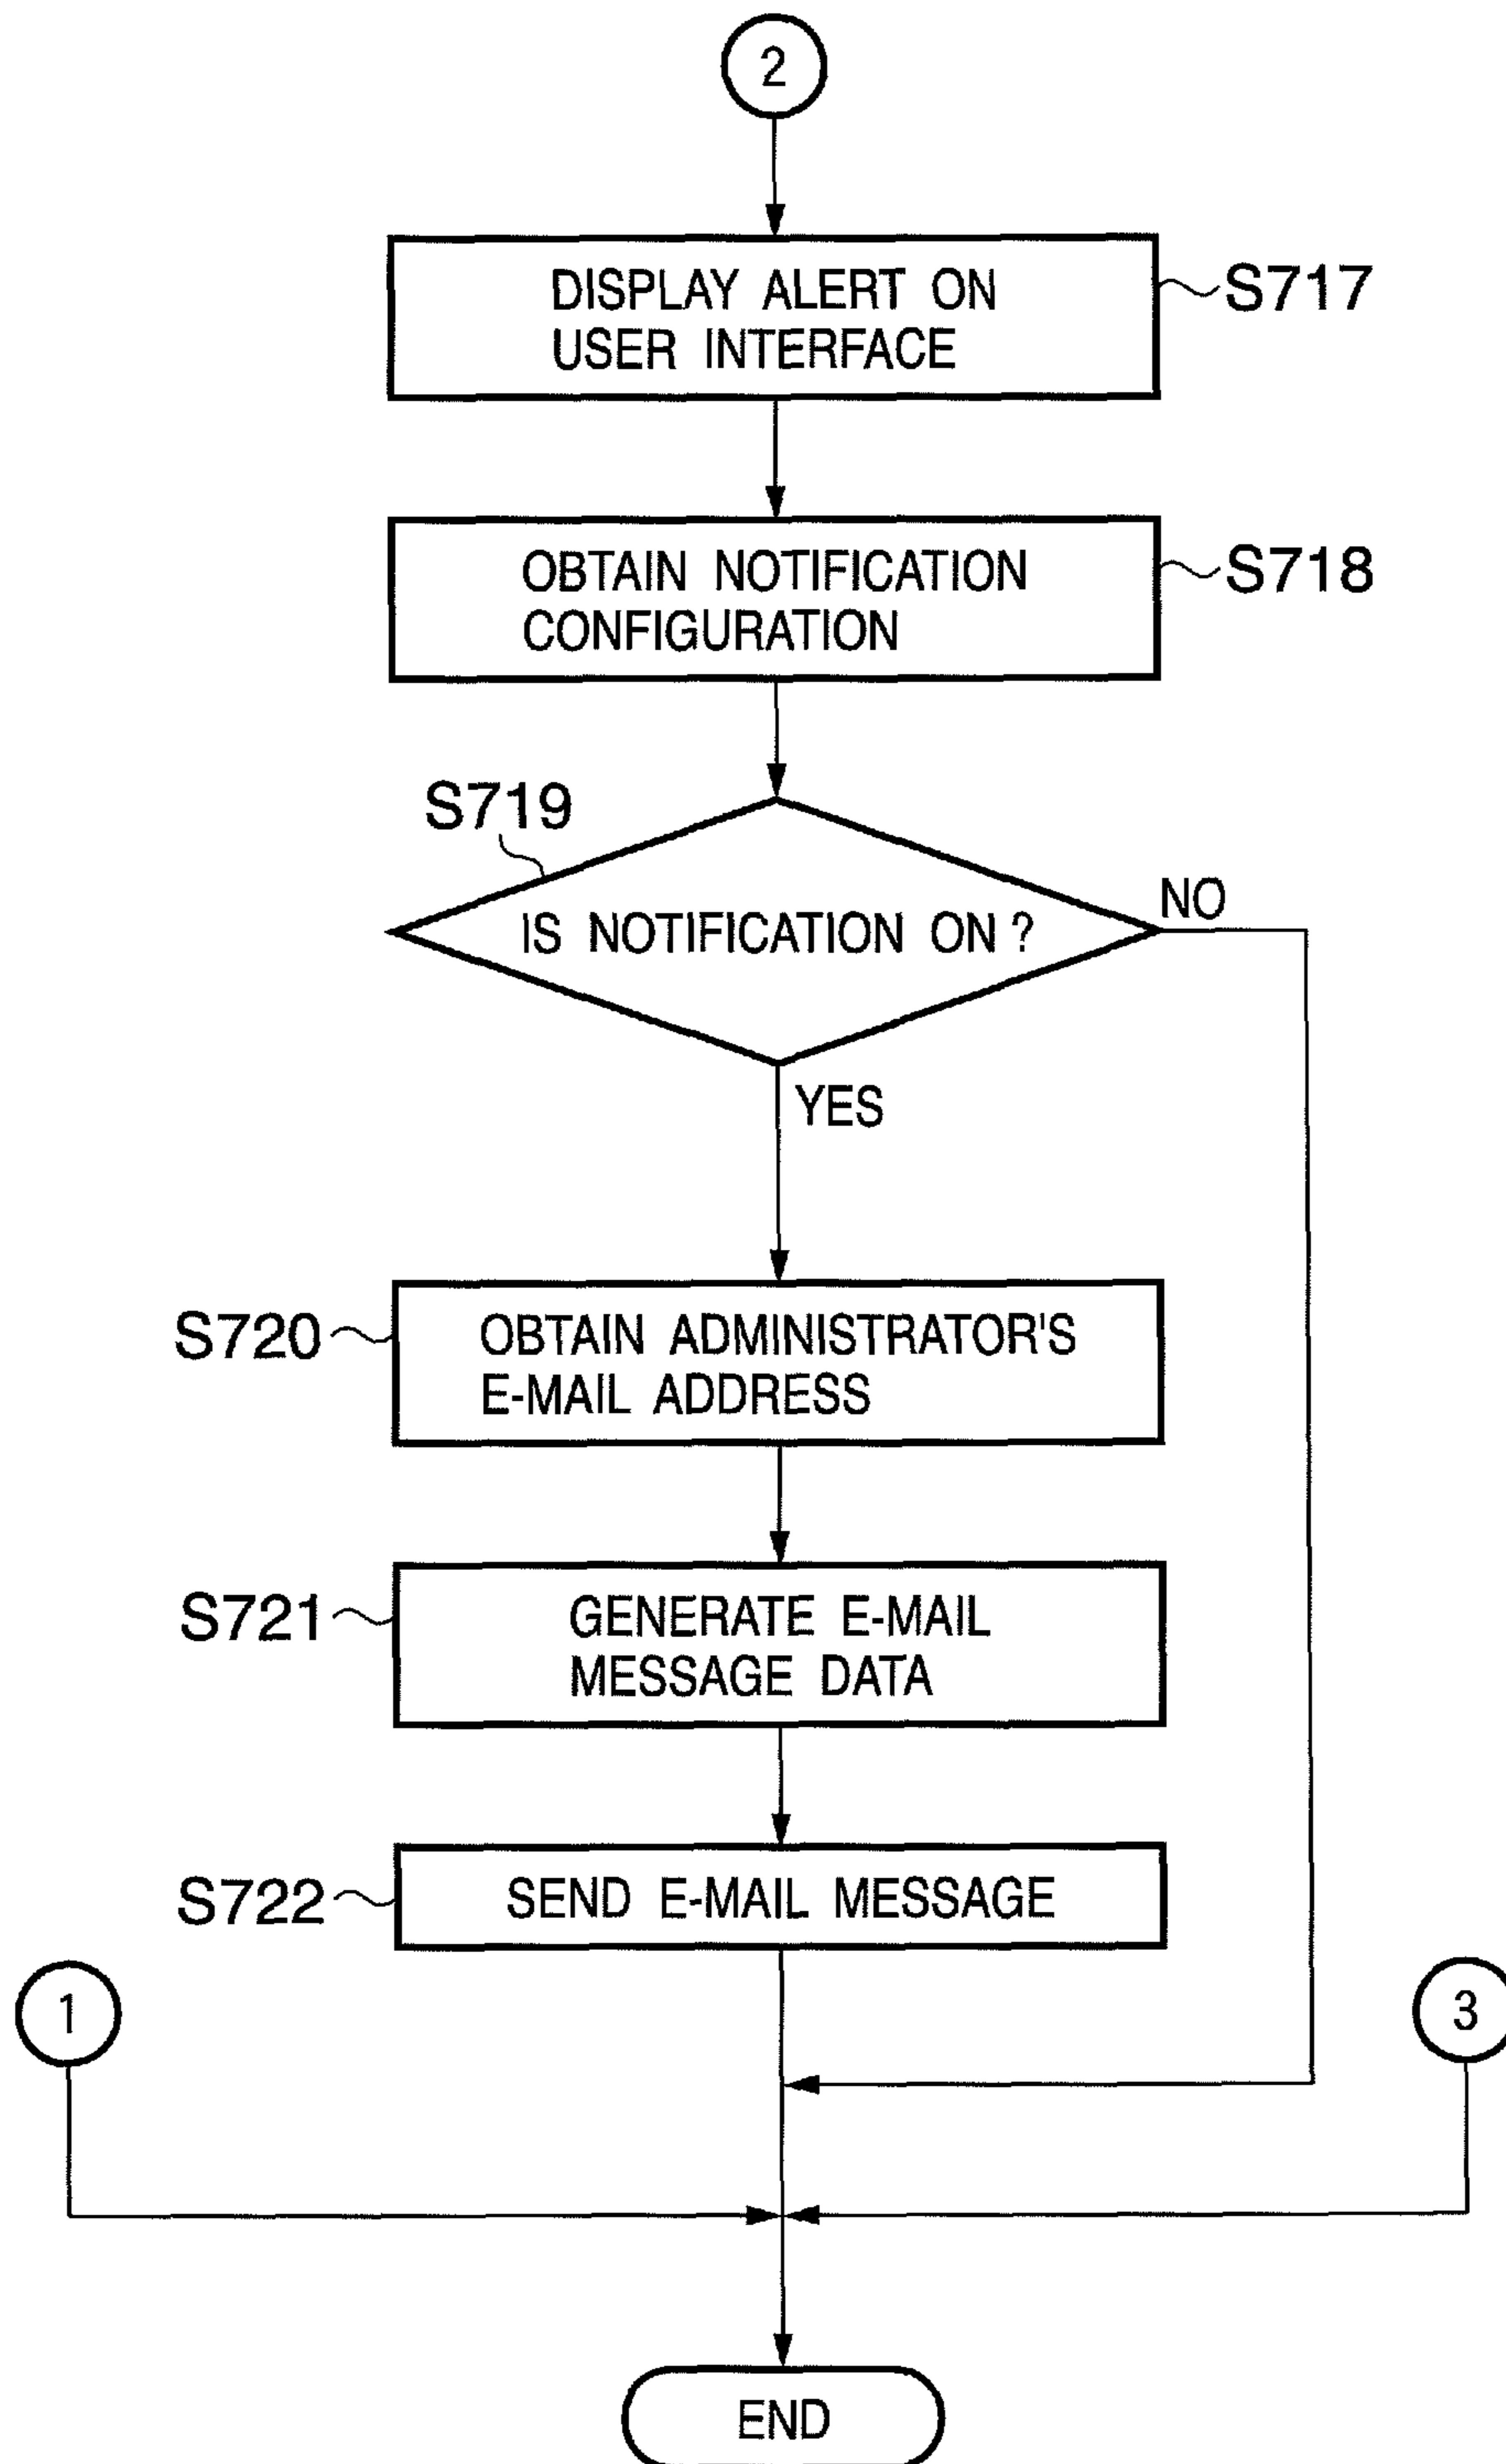 2
DISPLAY ALERT ON
USER INTERFACE
S717
OBTAIN NOTIFICATION
CONFIGURATION
S718
S719
IS NOTIFICATION ON ?
NO
YES
S720
OBTAIN ADMINISTRATOR'S
E-MAIL ADDRESS
S721
GENERATE E-MAIL
MESSAGE DATA
S722
SEND E-MAIL MESSAGE
1
3
END